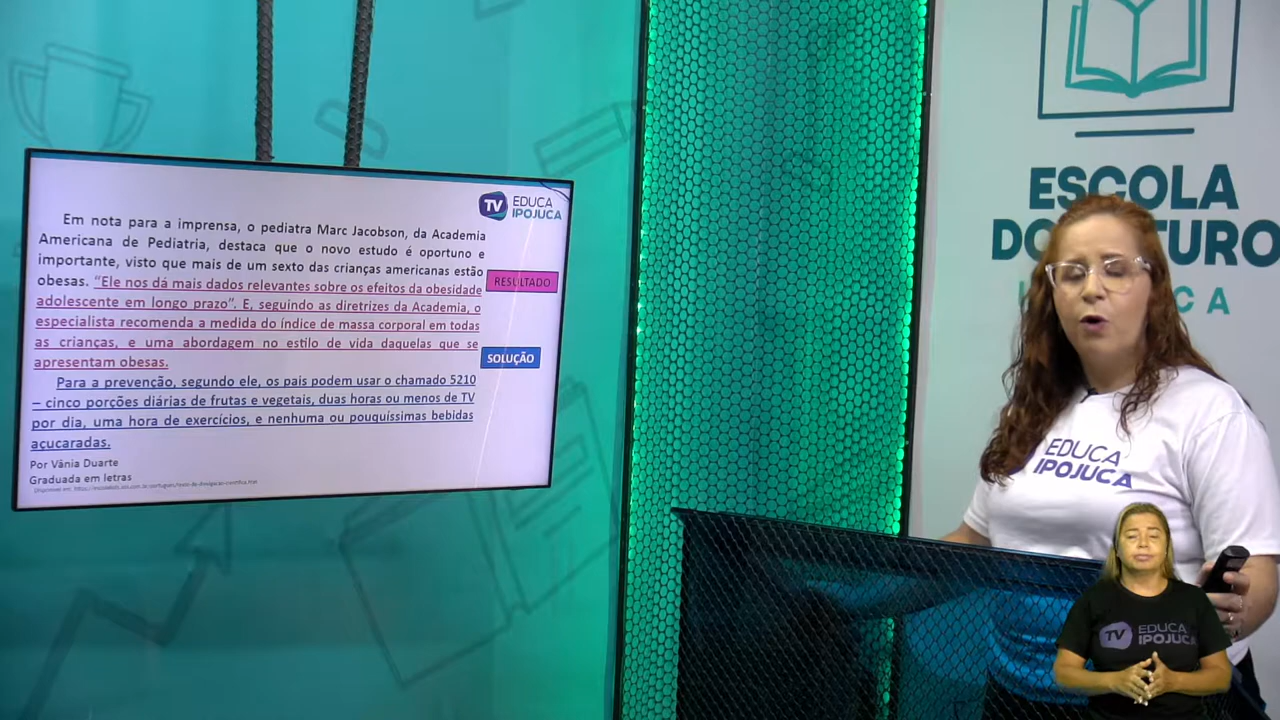 TV EDUCA
IPOJUCA
Em nota para a imprensa, o pediatra Marc Jacobson, da Academia
Americana de Pediatria, destaca que o novo estudo é oportuno e
importante, visto que mais de um sexto das crianças americanas estão
obesas. “Ele nos dá mais dados relevantes sobre os efeitos da obesidade
adolescente em longo prazo”. E, seguindo as diretrizes da Academia, o
especialista recomenda a medida do índice de massa corporal em todas
as crianças, e uma abordagem no estilo de vida daquelas que se
apresentam obesas.
RESULTADO
SOLUÇÃO
Para a prevenção, segundo ele, os pais podem usar o chamado 5210
– cinco porções diárias de frutas e vegetais, duas horas ou menos de TV
por dia, uma hora de exercícios, e nenhuma ou pouquíssimas bebidas
açucaradas.
Por Vânia Duarte
Graduada em letras
ESCOLA
EDUCA
IPOJUCA
TV EDUCA
IPOJUCA